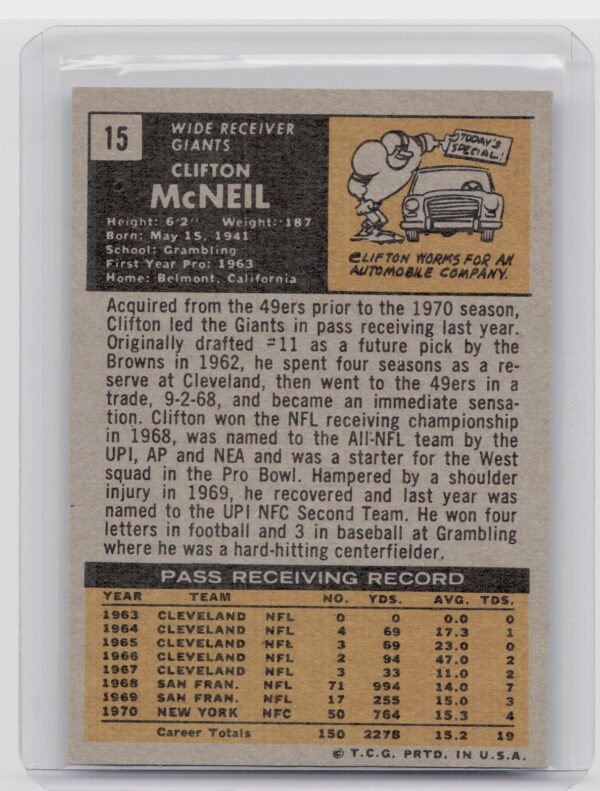 15
WIDE RECEIVER
GIANTS
CLIFTON
McNEIL
Height: 6'2" Weight: 187
Born: May 15, 1941
School: Grambling
First Year Pro: 1963
Home: Belmont, California
TODAY'S
SPECIAL!
CLIFTON WORKS FOR AN
AUTOMOBILE COMPANY.
Acquired from the 49ers prior to the 1970 season,
Clifton led the Giants in pass receiving last year.
Originally drafted #11 as a future pick by the
Browns in 1962, he spent four seasons as a re-
serve at Cleveland, then went to the 49ers in a
trade, 9-2-68, and became an immediate sensa-
tion. Clifton won the NFL receiving championship
in 1968, was named to the All-NFL team by the
UPI, AP and NEA and was a starter for the West
squad in the Pro Bowl. Hampered by a shoulder
injury in 1969, he recovered and last year was
named to the UPI NFC Second Team. He won four
letters in football and 3 in baseball at Grambling
where he was a hard-hitting centerfielder.
PASS RECEIVING RECORD
YEAR TEAM NO. YDS. AVG. TDS.
1963 CLEVELAND NFL 0 0 0.0 0
1964 CLEVELAND NFL 4 69 17.3 1
1965 CLEVELAND NFL 3 69 23.0 0
1966 CLEVELAND NFL 2 94 47.0 2
1967 CLEVELAND NFL 3 33 11.0 2
1968 SAN FRAN. NFL 71 994 14.0 7
1969 SAN FRAN. NFL 17 255 15.0 3
1970 NEW YORK NFC 50 764 15.3 4
Career Totals 150 2278 15.2 19
© T.C.G. PRTD. IN U.S.A.